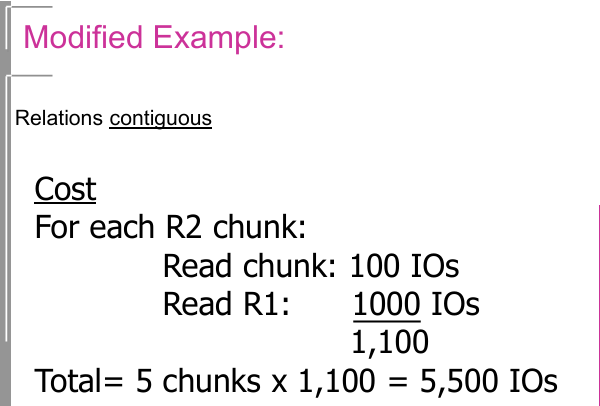 Modified Example:
Relations contiguous
Cost
For each R2 chunk:
Read chunk: 100 IOs
Read R1: 1000 IOs
1,100
Total= 5 chunks x 1,100 = 5,500 IOs